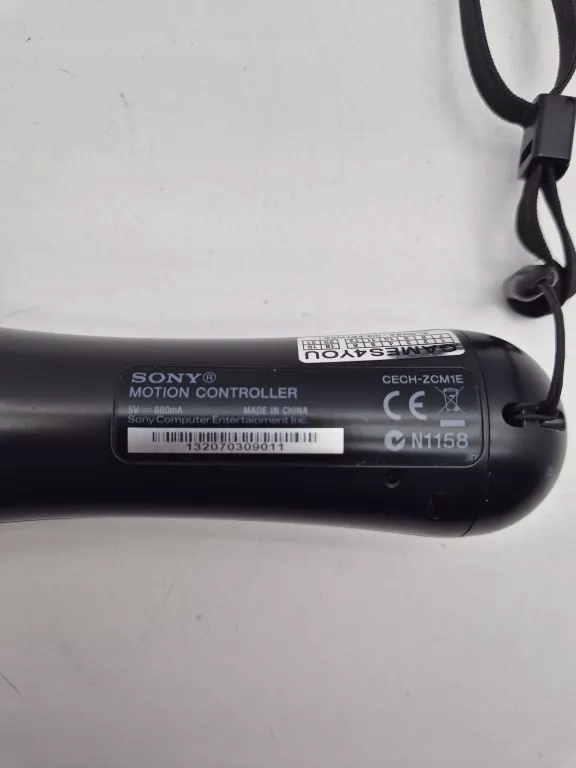 GAMES4YOU
SONY®
CECH-ZCM1E
MOTION CONTROLLER
5V⎓800mA MADE IN CHINA
Sony Computer Entertainment Inc.
CE
N1158
132070309011